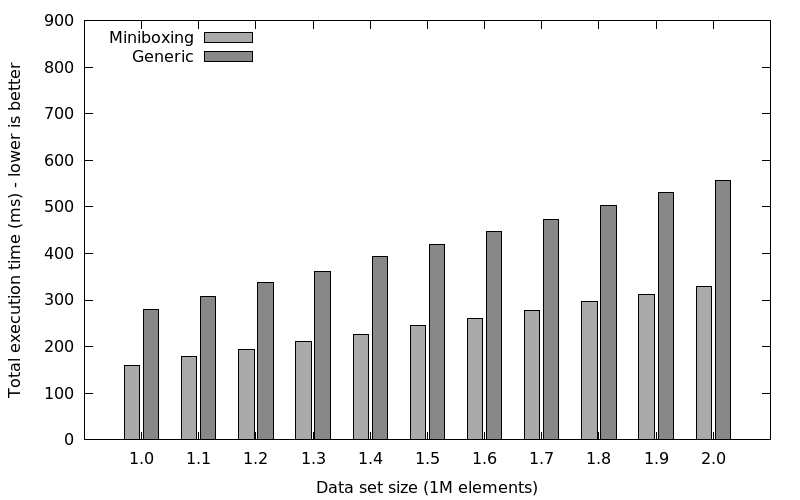 900
800
700
600
500
400
300
200
100
0
Total execution time (ms) - lower is better
Miniboxing
Generic
1.0 1.1 1.2 1.3 1.4 1.5 1.6 1.7 1.8 1.9 2.0
Data set size (1M elements)